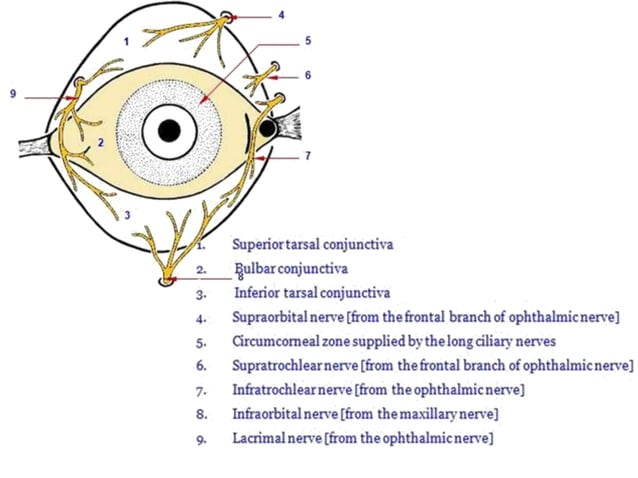 4
1
5
6
9
2
7
3
8
1. Superior tarsal conjunctiva
2. Bulbar conjunctiva
3. Inferior tarsal conjunctiva
4. Supraorbital nerve [from the frontal branch of ophthalmic nerve]
5. Circumcorneal zone supplied by the long ciliary nerves
6. Supratrochlear nerve [from the frontal branch of ophthalmic nerve]
7. Infratrochlear nerve [from the ophthalmic nerve]
8. Infraorbital nerve [from the maxillary nerve]
9. Lacrimal nerve [from the ophthalmic nerve]